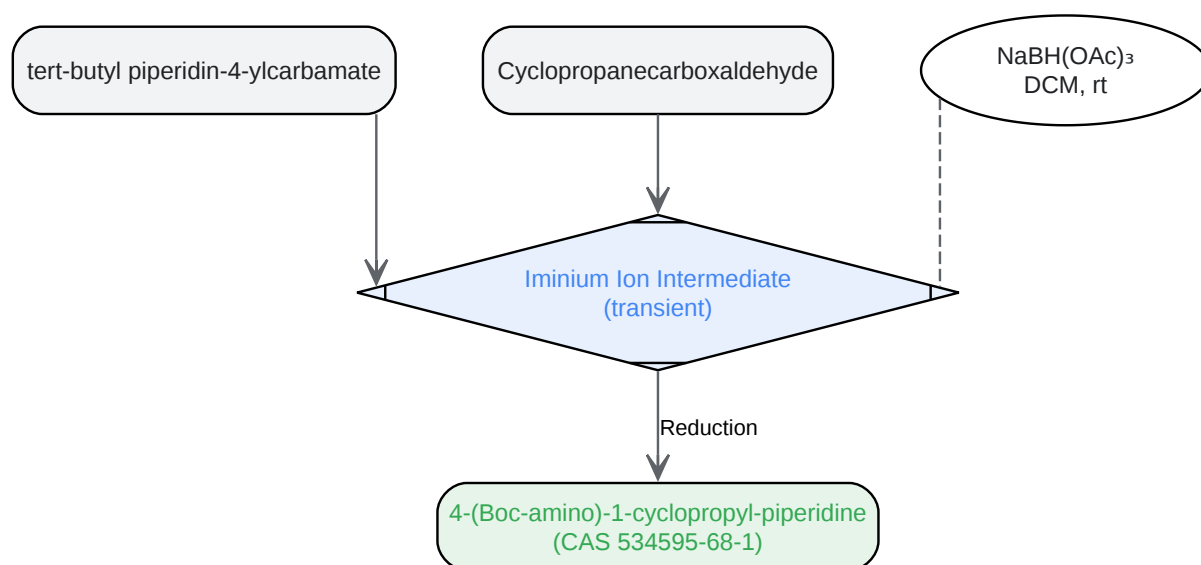 tert-butyl piperidin-4-ylcarbamate
Cyclopropanecarboxaldehyde
NaBH(OAc)₃
DCM, rt
Iminium Ion Intermediate
(transient)
Reduction
4-(Boc-amino)-1-cyclopropyl-piperidine
(CAS 534595-68-1)